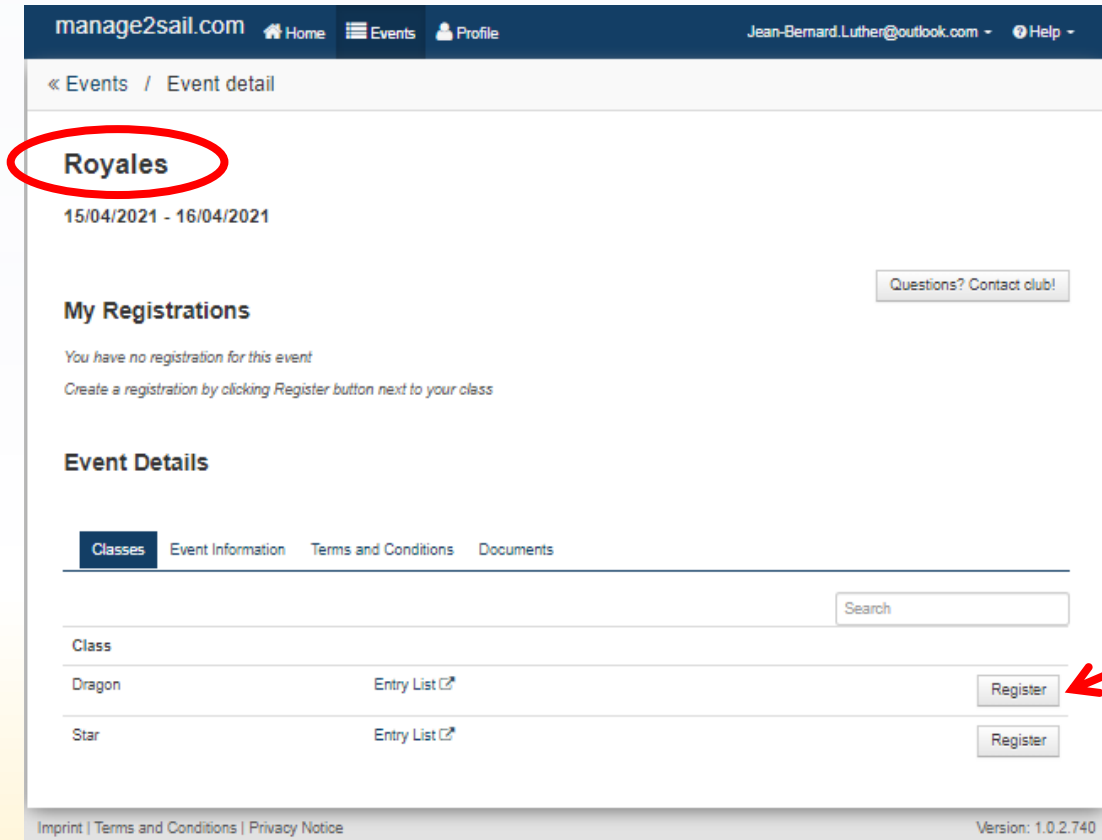 manage2sail.com Home Events Profile Jean-Bernard.Luther@outlook.com Help
« Events / Event detail
Royales
15/04/2021 - 16/04/2021
Questions? Contact club!
My Registrations
You have no registration for this event
Create a registration by clicking Register button next to your class
Event Details
Classes Event Information Terms and Conditions Documents
Search
Class
Dragon Entry List Register
Star Entry List Register
Imprint | Terms and Conditions | Privacy Notice Version: 1.0.2.740